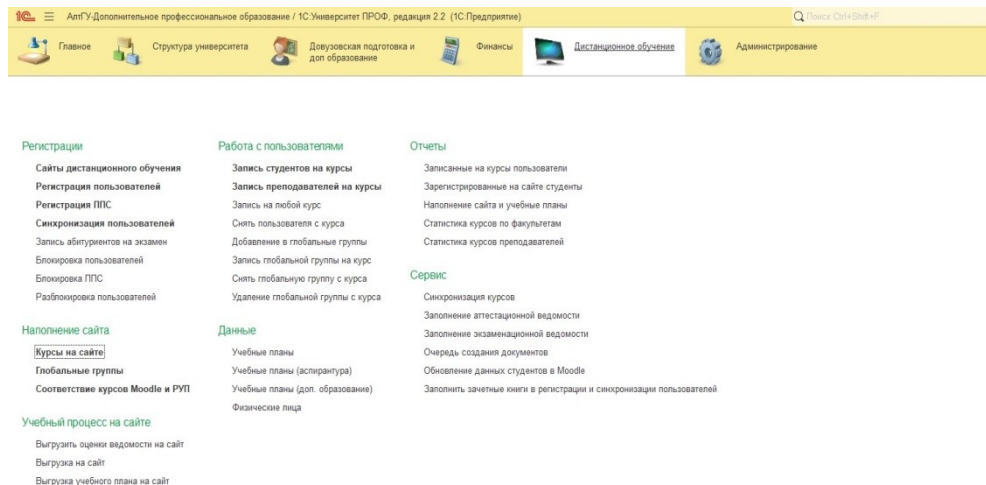 АлтГУ-Дополнительное профессиональное образование / 1С:Университет ПРОФ, редакция 2.2 (1С:Предприятие)
Поиск Ctrl+Shift+F
Главное
Структура университета
Довузовская подготовка и
доп образование
Финансы
Дистанционное обучение
Администрирование
Регистрации
Сайты дистанционного обучения
Регистрация пользователей
Регистрация ППС
Синхронизация пользователей
Запись абитуриентов на экзамен
Блокировка пользователей
Блокировка ППС
Разблокировка пользователей
Наполнение сайта
Курсы на сайте
Глобальные группы
Соответствие курсов Moodle и РУП
Учебный процесс на сайте
Выгрузить оценки ведомости на сайт
Выгрузка на сайт
Выгрузка учебного плана на сайт
Работа с пользователями
Запись студентов на курсы
Запись преподавателей на курсы
Запись на любой курс
Снять пользователя с курса
Добавление в глобальные группы
Запись глобальной группы на курс
Снять глобальную группу с курса
Удаление глобальной группы с курса
Данные
Учебные планы
Учебные планы (аспирантура)
Учебные планы (доп. образование)
Физические лица
Отчеты
Записанные на курсы пользователи
Зарегистрированные на сайте студенты
Наполнение сайта и учебные планы
Статистика курсов по факультетам
Статистика курсов преподавателей
Сервис
Синхронизация курсов
Заполнение аттестационной ведомости
Заполнение экзаменационной ведомости
Очередь создания документов
Обновление данных студентов в Moodle
Заполнить зачетные книги в регистрации и синхронизации пользователей